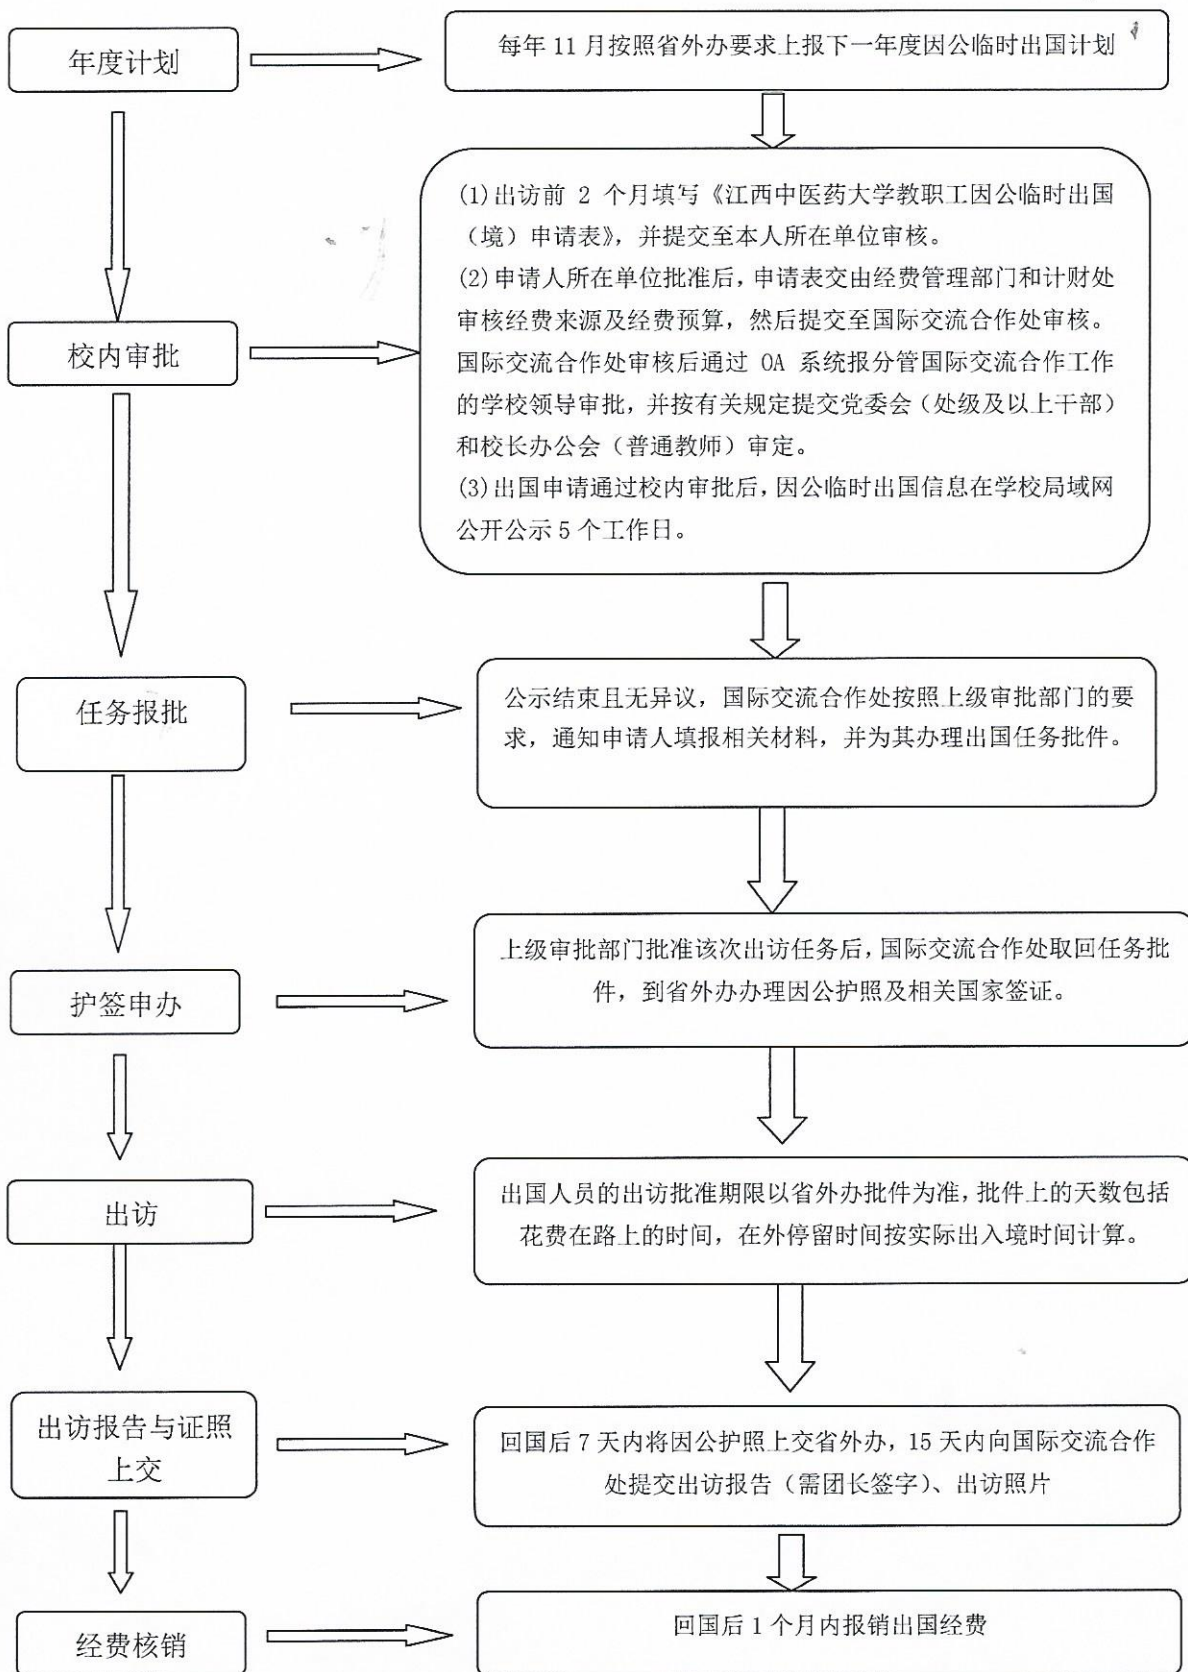 年度计划
每年 11 月按照省外办要求上报下一年度因公临时出国计划
(1)出访前 2 个月填写《江西中医药大学教职工因公临时出国
（境）申请表》，并提交至本人所在单位审核。
(2)申请人所在单位批准后，申请表交由经费管理部门和计财处
审核经费来源及经费预算，然后提交至国际交流合作处审核。
校内审批
国际交流合作处审核后通过 OA 系统报分管国际交流合作工作
的学校领导审批，并按有关规定提交党委会（处级及以上干部）
和校长办公会（普通教师）审定。
(3)出国申请通过校内审批后，因公临时出国信息在学校局域网
公开公示 5 个工作日。
任务报批
公示结束且无异议，国际交流合作处按照上级审批部门的要
求，通知申请人填报相关材料，并为其办理出国任务批件。
护签申办
上级审批部门批准该次出访任务后，国际交流合作处取回任务批
件，到省外办办理因公护照及相关国家签证。
出访
出国人员的出访批准期限以省外办批件为准，批件上的天数包括
花费在路上的时间，在外停留时间按实际出入境时间计算。
出访报告与证照
上交
回国后 7 天内将因公护照上交省外办，15 天内向国际交流合作
处提交出访报告（需团长签字）、出访照片
经费核销
回国后 1 个月内报销出国经费